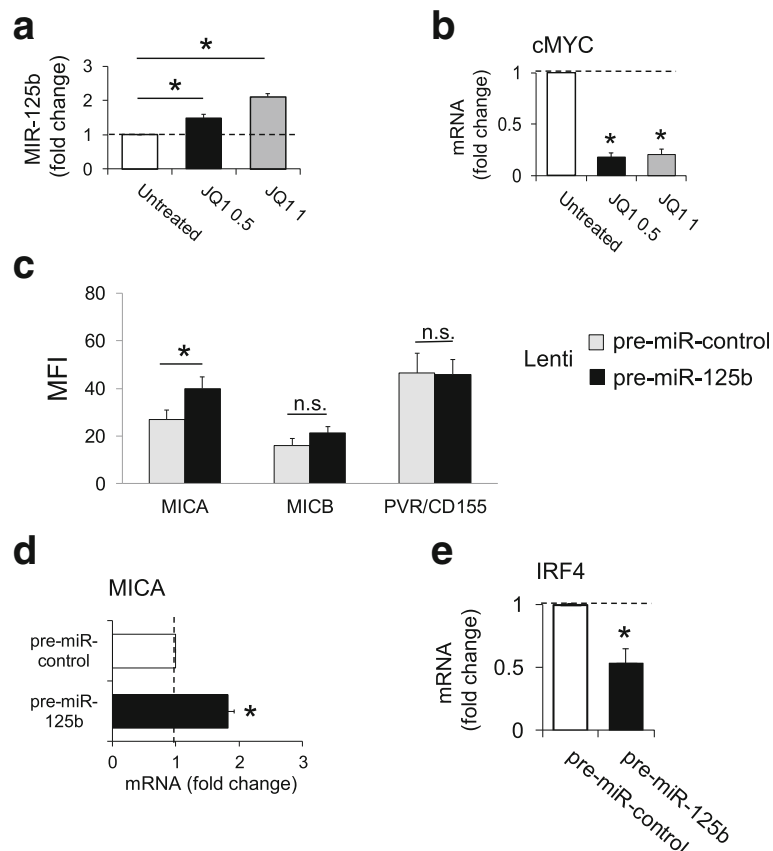 a
MIR-125b
(fold change)
3
2
1
0
*
*
Untreated
JQ1 0.5
JQ1 1
b
cMYC
mRNA
(fold change)
1
0.5
0
*
*
Untreated
JQ1 0.5
JQ1 1
c
MFI
80
60
40
20
0
*
n.s.
n.s.
MICA
MICB
PVR/CD155
Lenti
pre-miR-control
pre-miR-125b
d
MICA
pre-miR-
control
pre-miR-
125b
*
0
1
2
3
mRNA (fold change)
e
IRF4
mRNA
(fold change)
1
0.5
0
*
pre-miR-control
pre-miR-125b